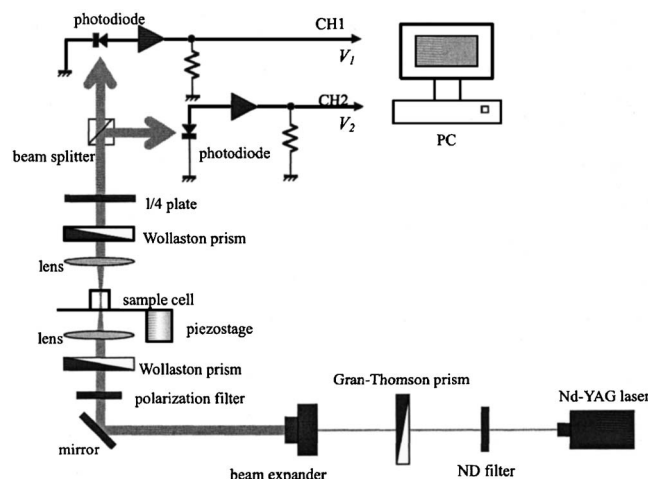 photodiode
CH1
V1
CH2
V2
photodiode
PC
beam splitter
1/4 plate
Wollaston prism
lens
sample cell
piezostage
lens
Wollaston prism
polarization filter
mirror
Gran-Thomson prism
Nd-YAG laser
beam expander
ND filter